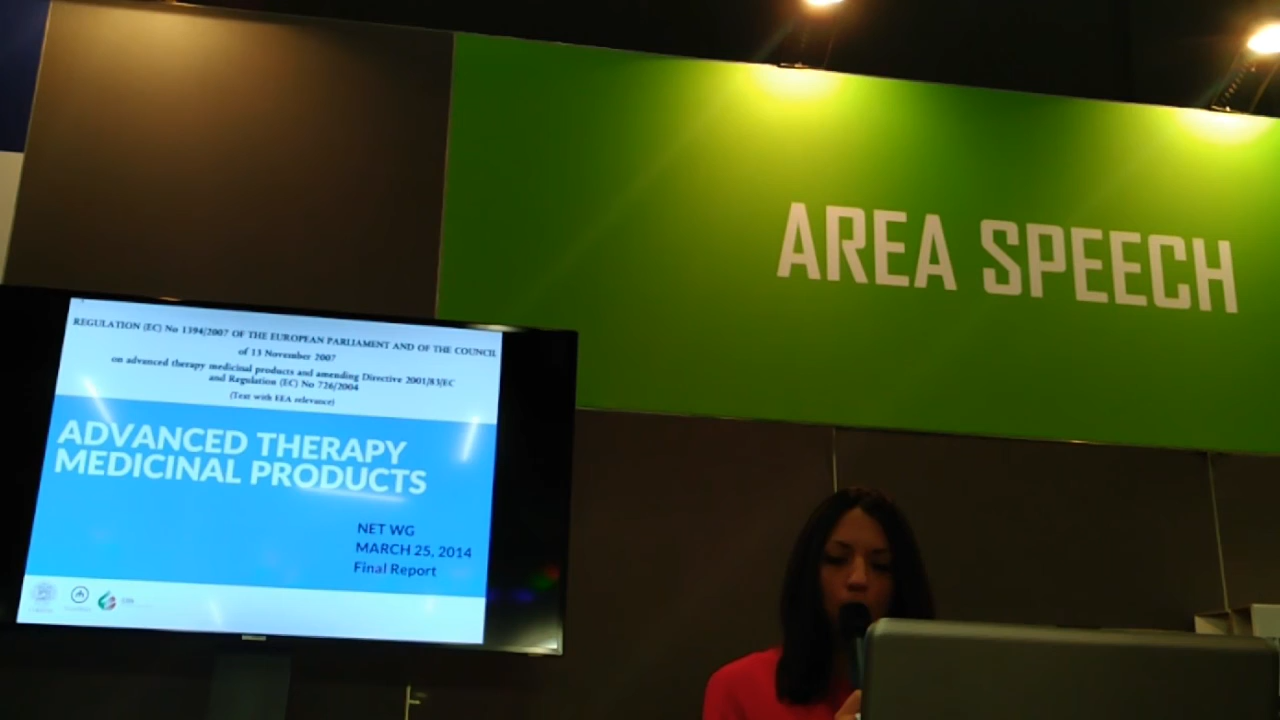 AREA SPEECH
REGULATION (EC) No 1394/2007 OF THE EUROPEAN PARLIAMENT AND OF THE COUNCIL
of 13 November 2007
on advanced therapy medicinal products and amending Directive 2001/83/EC
and Regulation (EC) No 726/2004
(Text with EEA relevance)
ADVANCED THERAPY
MEDICINAL PRODUCTS
NET WG
MARCH 25, 2014
Final Report